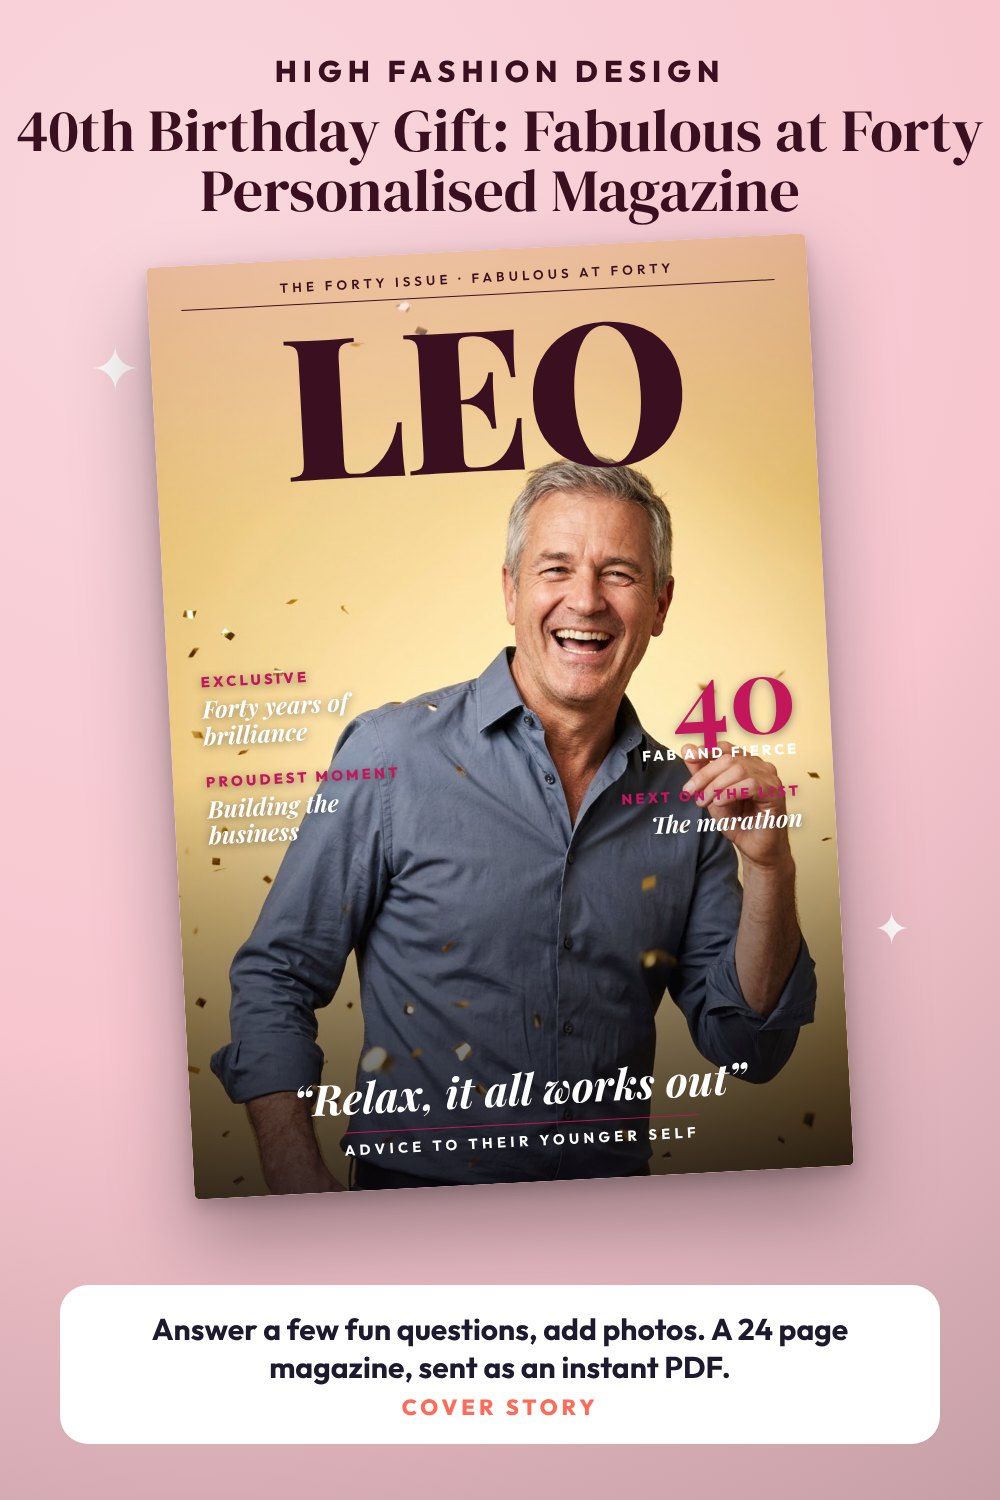 HIGH FASHION DESIGN
40th Birthday Gift: Fabulous at Forty
Personalised Magazine
THE FORTY ISSUE · FABULOUS AT FORTY
LEO
EXCLUSIVE
Forty years of
brilliance
PROUDEST MOMENT
Building the
business
40
FAB AND FIERCE
NEXT ON THE LIST
The marathon
“Relax, it all works out”
ADVICE TO THEIR YOUNGER SELF
Answer a few fun questions, add photos. A 24 page
magazine, sent as an instant PDF.
COVER STORY